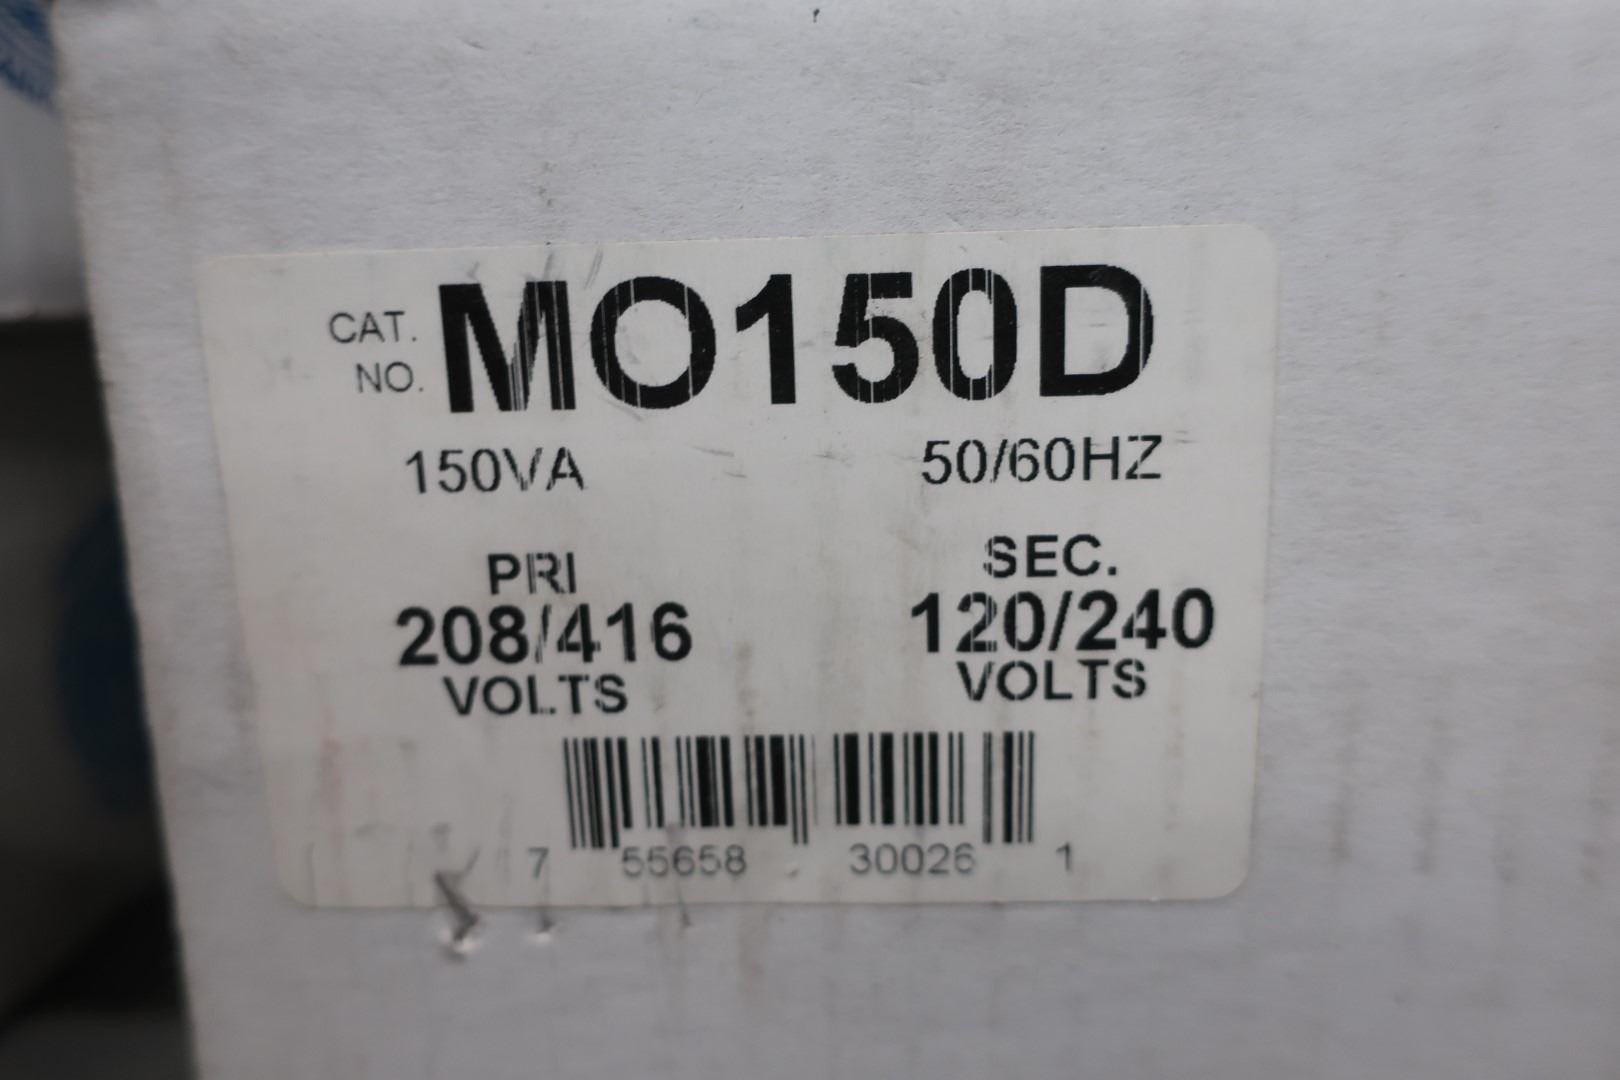 CAT. NO. MO150D
150VA 50/60HZ
PRI SEC.
208/416 120/240
VOLTS VOLTS
7 55658 30026 1